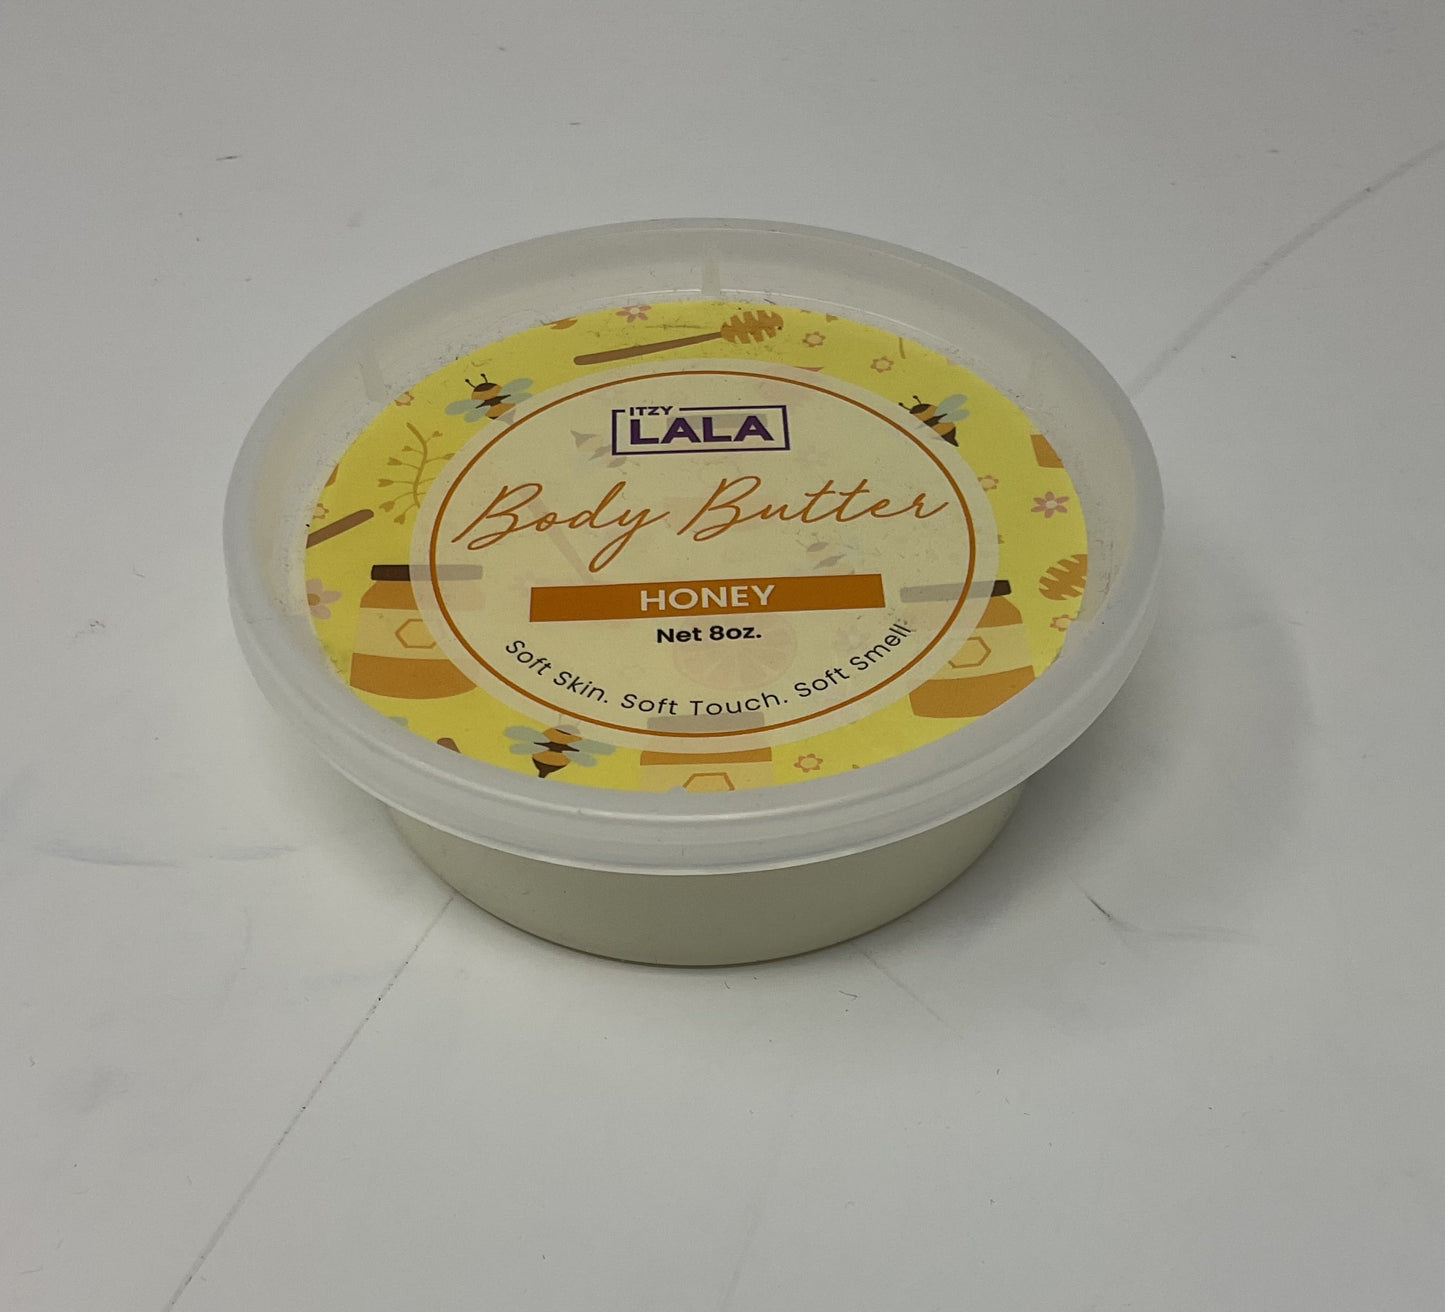 ITZY
LALA
Body Butter
HONEY
Net 8oz.
Soft Skin. Soft Touch. Soft Smell